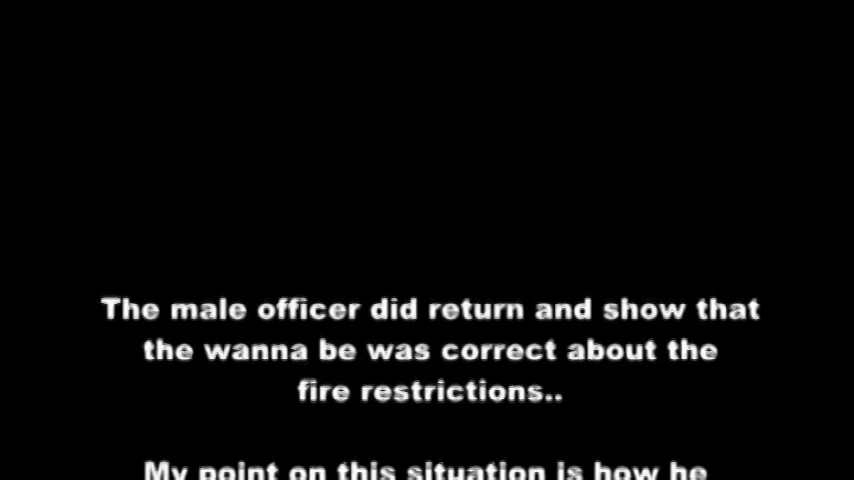 The male officer did return and show that
the wanna be was correct about the
fire restrictions..
My point on this situation is how he